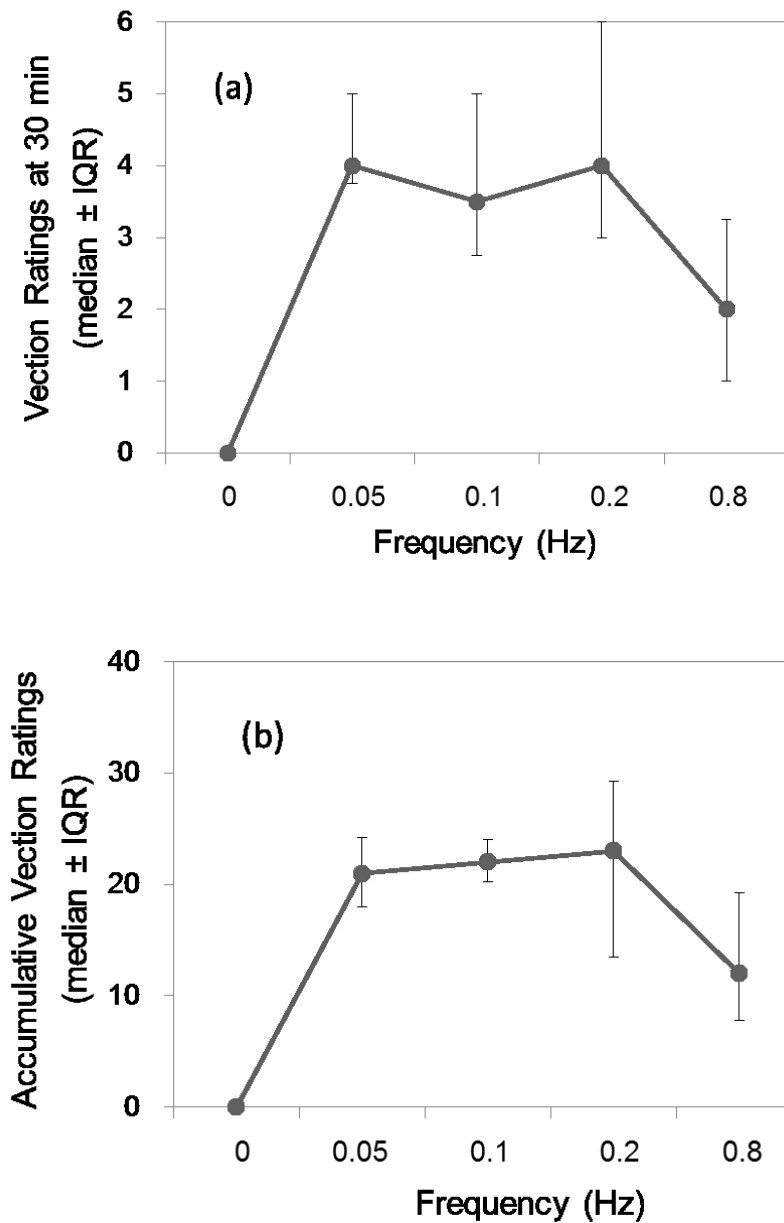 Vection Ratings at 30 min
(median ± IQR)
(a)
6
5
4
3
2
1
0
0 0.05 0.1 0.2 0.8
Frequency (Hz)
Accumulative Vection Ratings
(median ± IQR)
(b)
40
30
20
10
0
0 0.05 0.1 0.2 0.8
Frequency (Hz)